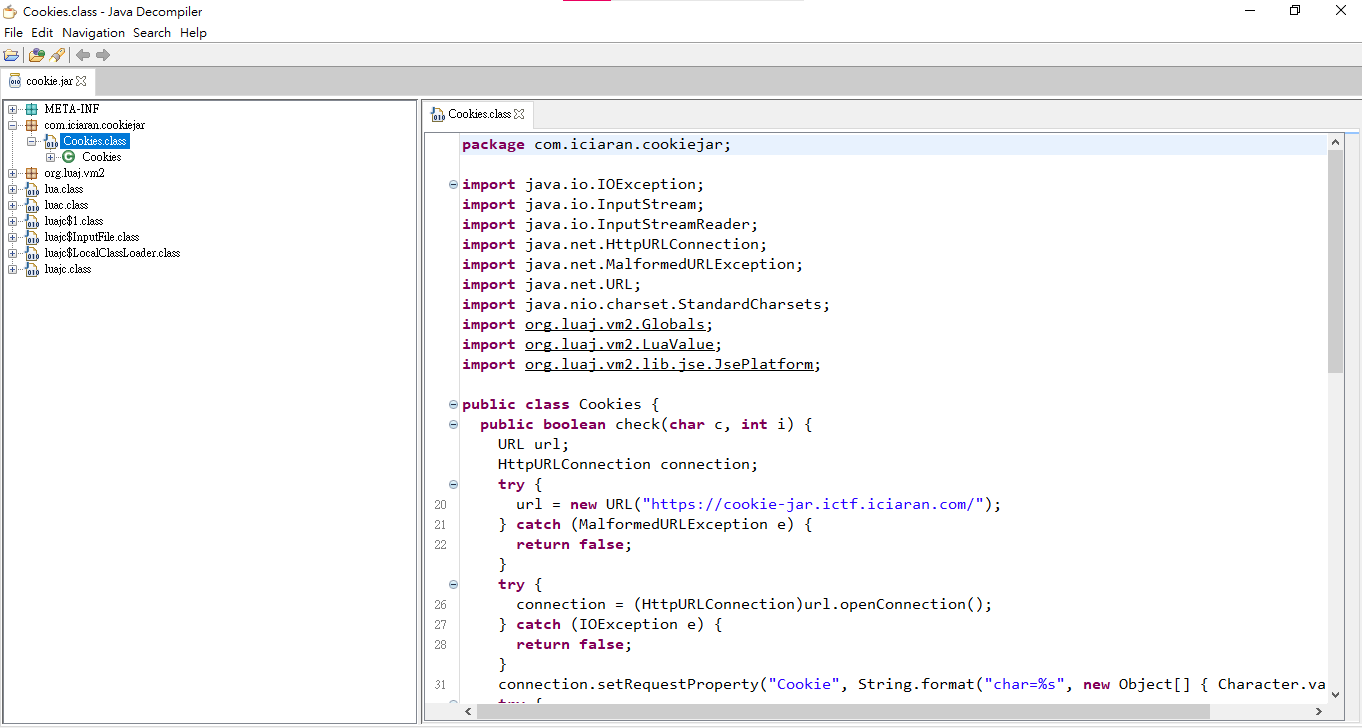 Cookies.class - Java Decompiler
File Edit Navigation Search Help
cookie.jar
META-INF
com.iciaran.cookiejar
Cookies.class
Cookies
org.luaj.vm2
lua.class
luac.class
luajc$1.class
luajc$InputFile.class
luajc$LocalClassLoader.class
luajc.class
Cookies.class
package com.iciaran.cookiejar;
import java.io.IOException;
import java.io.InputStream;
import java.io.InputStreamReader;
import java.net.HttpURLConnection;
import java.net.MalformedURLException;
import java.net.URL;
import java.nio.charset.StandardCharsets;
import org.luaj.vm2.Globals;
import org.luaj.vm2.LuaValue;
import org.luaj.vm2.lib.jse.JsePlatform;
public class Cookies {
public boolean check(char c, int i) {
URL url;
HttpURLConnection connection;
try {
20 url = new URL("https://cookie-jar.ictf.iciaran.com/");
21 } catch (MalformedURLException e) {
22 return false;
}
try {
26 connection = (HttpURLConnection)url.openConnection();
27 } catch (IOException e) {
28 return false;
}
31 connection.setRequestProperty("Cookie", String.format("char=%s", new Object[] { Character.va
try {